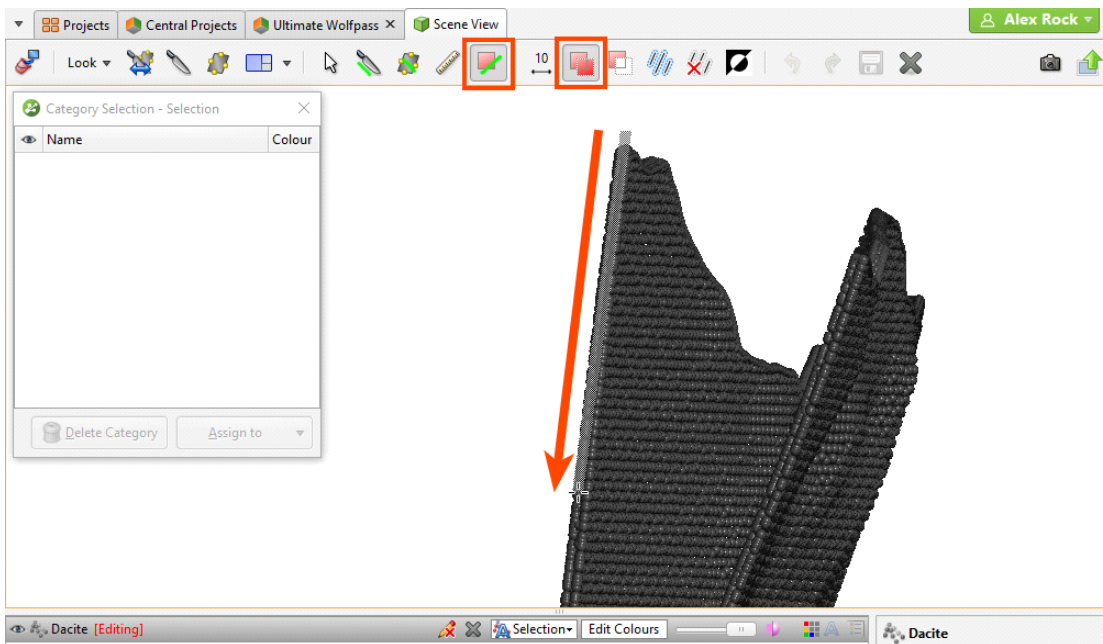 Projects Central Projects Ultimate Wolfpass × Scene View Alex Rock
Look 10
Category Selection - Selection
Name Colour
Delete Category Assign to
Dacite [Editing] Selection Edit Colours Dacite